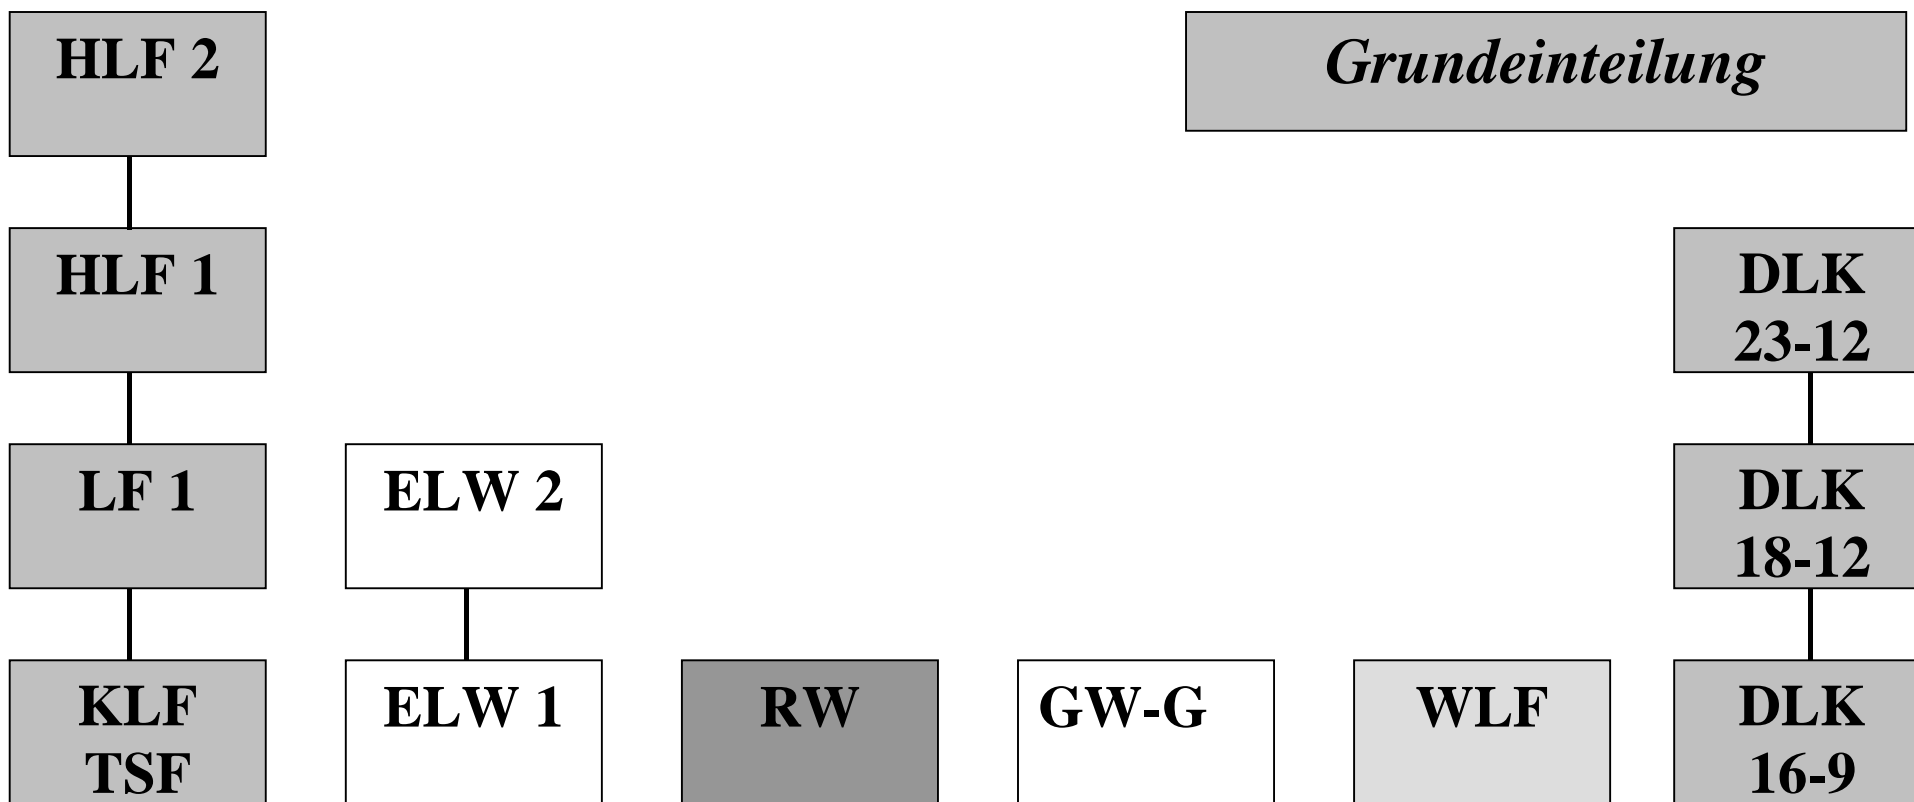 HLF 2
Grundeinteilung
HLF 1
DLK
23-12
LF 1
ELW 2
DLK
18-12
KLF
TSF
ELW 1
RW
GW-G
WLF
DLK
16-9